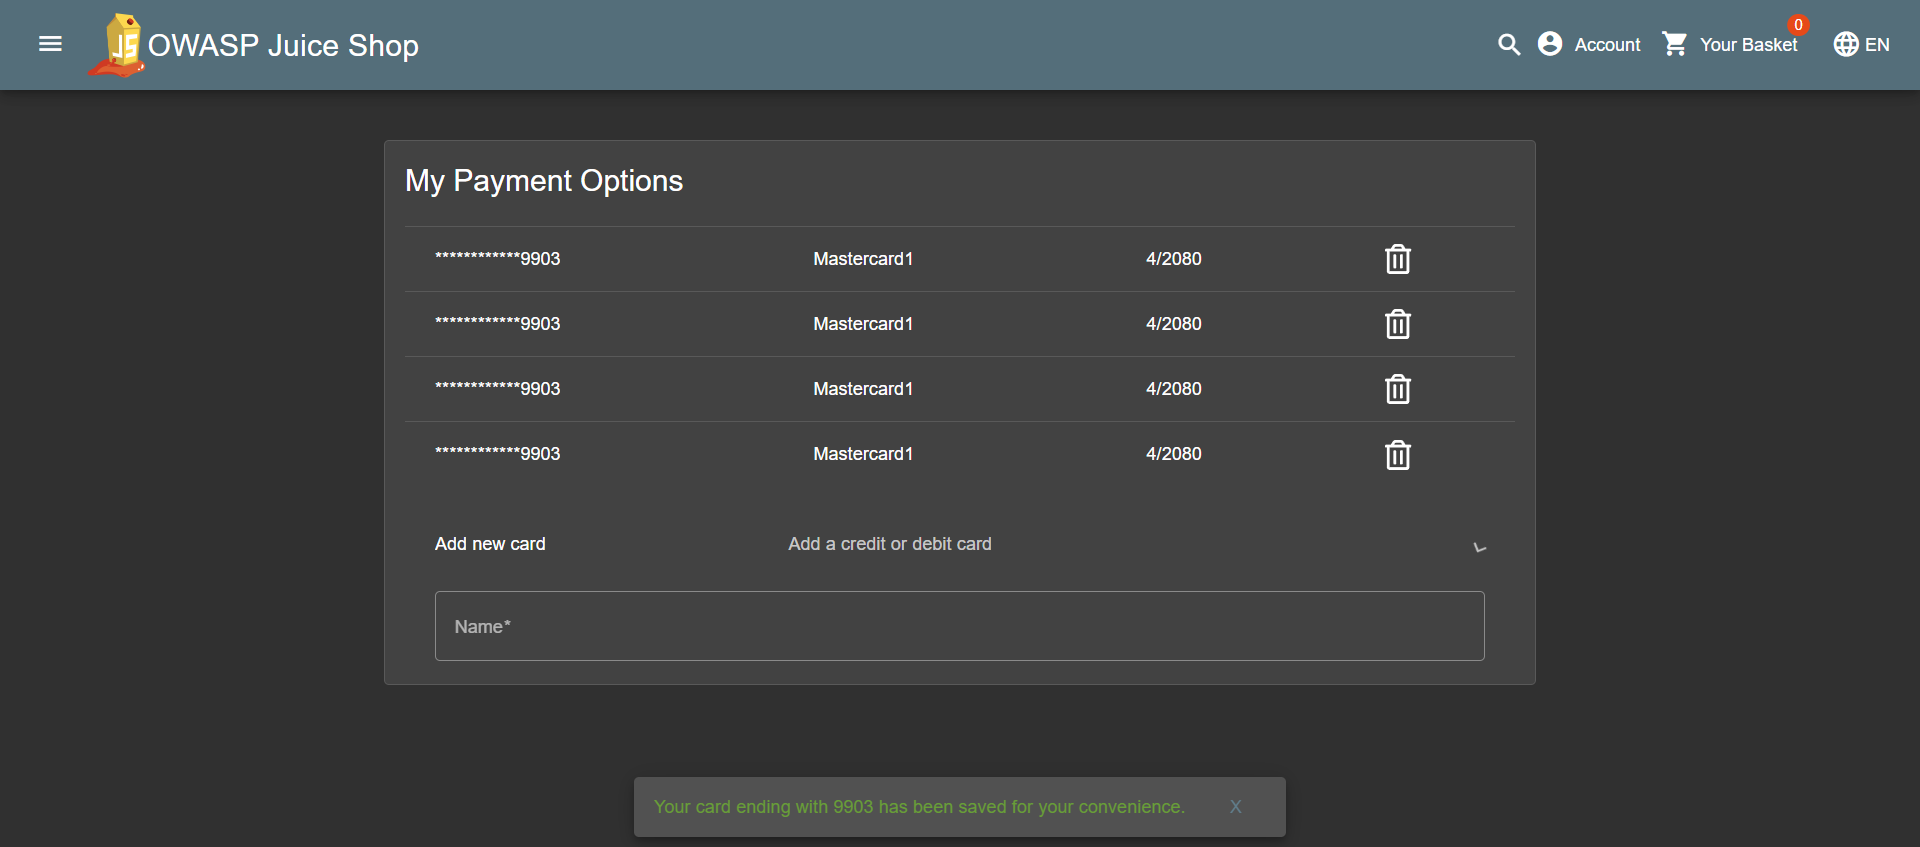 OWASP Juice Shop
Account
Your Basket
0
EN
My Payment Options
************9903 Mastercard1 4/2080
************9903 Mastercard1 4/2080
************9903 Mastercard1 4/2080
************9903 Mastercard1 4/2080
Add new card Add a credit or debit card
Name*
Your card ending with 9903 has been saved for your convenience. X